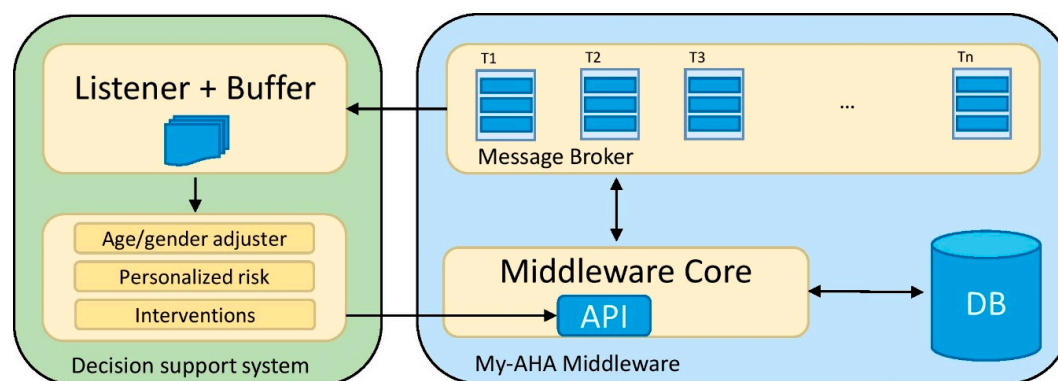 Listener + Buffer
Age/gender adjuster
Personalized risk
Interventions
Decision support system
T1 T2 T3 ... Tn
Message Broker
Middleware Core
API
DB
My-AHA Middleware